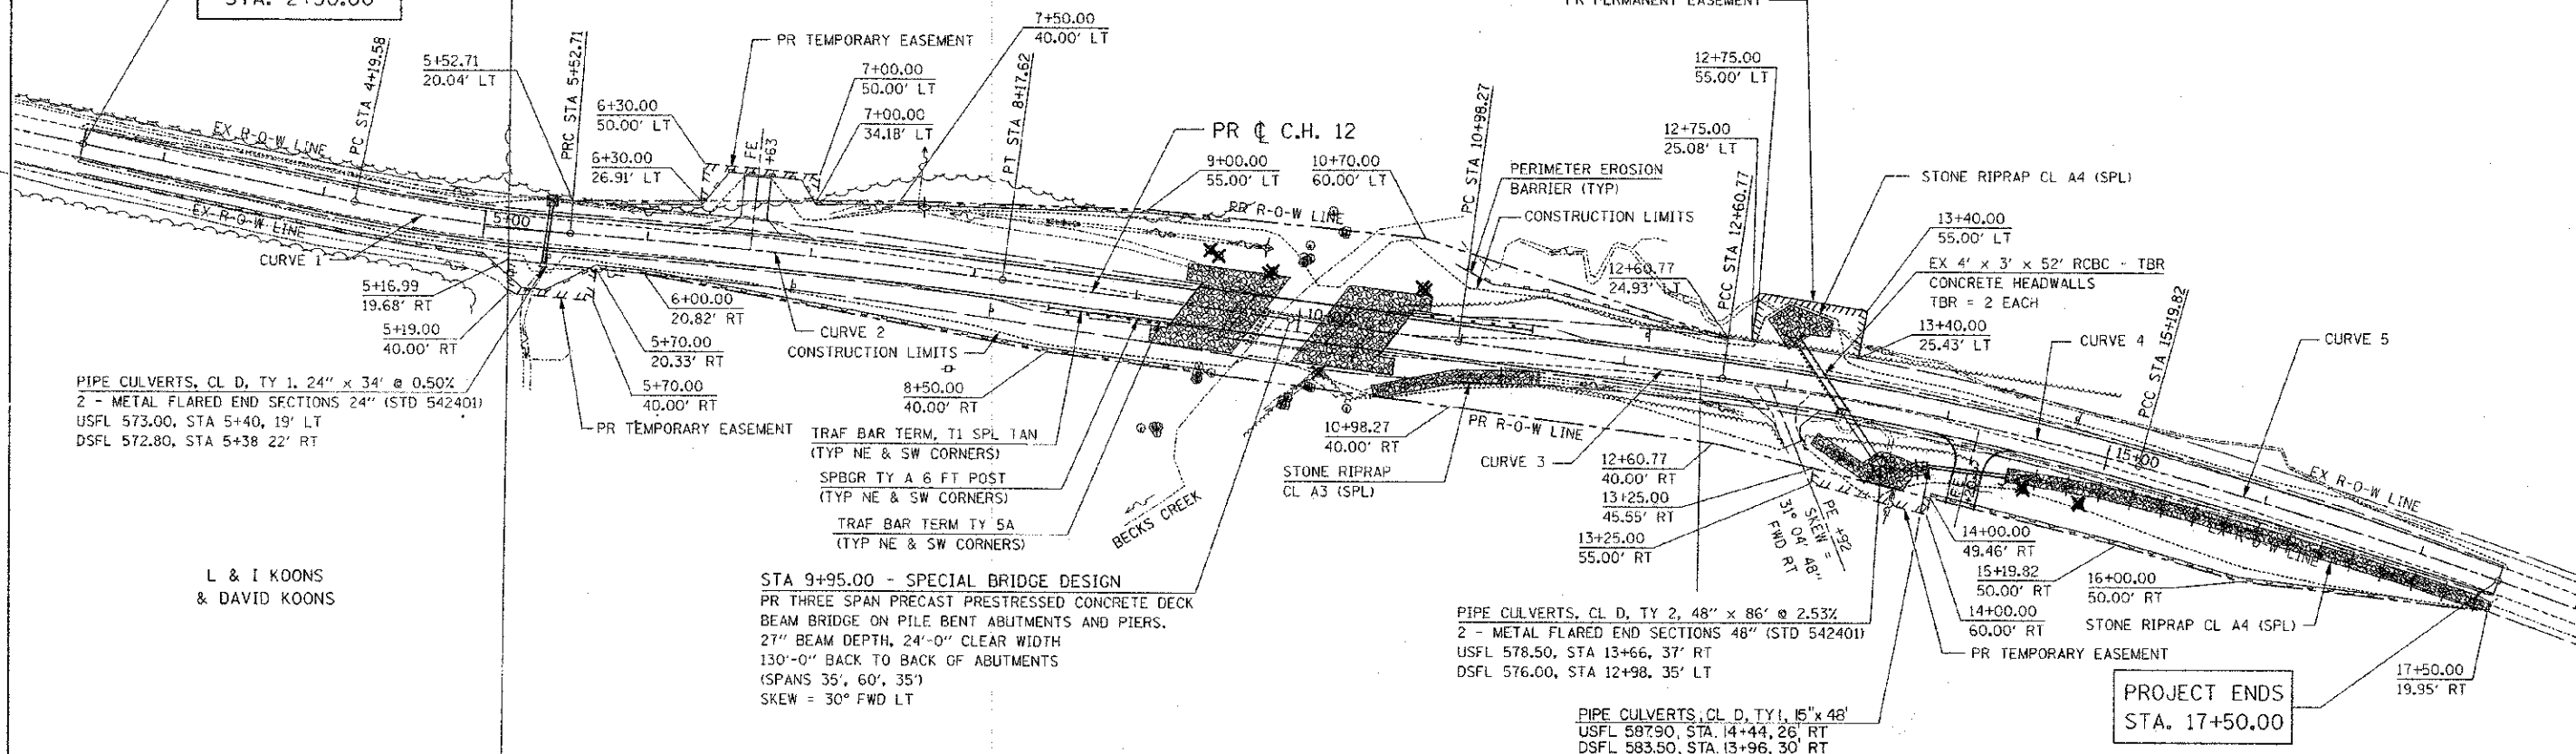 STA. 2+50.00
PR PERMANENT EASEMENT
7+50.00
40.00' LT
PR TEMPORARY EASEMENT
PC STA 4+19.58
5+52.71
20.04' LT
PRC STA 5+52.71
7+00.00
50.00' LT
6+30.00
50.00' LT
7+00.00
34.18' LT
6+30.00
26.91' LT
FE
+63
PT STA 8+17.62
PR ℄ C.H. 12
9+00.00
55.00' LT
10+70.00
60.00' LT
PC STA 10+98.27
12+75.00
55.00' LT
12+75.00
25.08' LT
PERIMETER EROSION
BARRIER (TYP)
CONSTRUCTION LIMITS
STONE RIPRAP CL A4 (SPL)
13+40.00
55.00' LT
EX 4' x 3' x 52' RCBC - TBR
CONCRETE HEADWALLS
TBR = 2 EACH
13+40.00
25.43' LT
EX R-O-W LINE
EX R-O-W LINE
PR R-O-W LINE
5+00
CURVE 1
12+60.77
24.93' LT
PCC STA 12+60.77
CURVE 4
PCC STA 15+19.82
CURVE 5
5+16.99
19.68' RT
5+19.00
40.00' RT
6+00.00
20.82' RT
5+70.00
20.33' RT
5+70.00
40.00' RT
CURVE 2
CONSTRUCTION LIMITS
8+50.00
40.00' RT
PIPE CULVERTS, CL D, TY 1, 24" x 34' @ 0.50%
2 - METAL FLARED END SECTIONS 24" (STD 542401)
USFL 573.00, STA 5+40, 19' LT
DSFL 572.80, STA 5+38 22' RT
PR TEMPORARY EASEMENT
TRAF BAR TERM, T1 SPL TAN
(TYP NE & SW CORNERS)
SPBGR TY A 6 FT POST
(TYP NE & SW CORNERS)
TRAF BAR TERM TY 5A
(TYP NE & SW CORNERS)
BECKS CREEK
10+98.27
40.00' RT
PR R-O-W LINE
STONE RIPRAP
CL A3 (SPL)
CURVE 3
12+60.77
40.00' RT
13+25.00
45.55' RT
13+25.00
55.00' RT
PE +92
SKEW =
31° 04' 48"
FWD RT
FE
+20
15+00
EX R-O-W LINE
EX R-O-W LINE
14+00.00
49.46' RT
15+19.82
50.00' RT
14+00.00
60.00' RT
16+00.00
50.00' RT
STONE RIPRAP CL A4 (SPL)
PR TEMPORARY EASEMENT
17+50.00
19.95' RT
L & I KOONS
& DAVID KOONS
STA 9+95.00 - SPECIAL BRIDGE DESIGN
PR THREE SPAN PRECAST PRESTRESSED CONCRETE DECK
BEAM BRIDGE ON PILE BENT ABUTMENTS AND PIERS.
27" BEAM DEPTH, 24'-0" CLEAR WIDTH
130'-0" BACK TO BACK OF ABUTMENTS
(SPANS 35', 60', 35')
SKEW = 30° FWD LT
PIPE CULVERTS, CL D, TY 2, 48" x 86' @ 2.53%
2 - METAL FLARED END SECTIONS 48" (STD 542401)
USFL 578.50, STA 13+66, 37' RT
DSFL 576.00, STA 12+98, 35' LT
PIPE CULVERTS, CL D, TY 1, 15" x 48'
USFL 587.90, STA. 14+44, 26' RT
DSFL 583.50, STA. 13+96, 30' RT
PROJECT ENDS
STA. 17+50.00